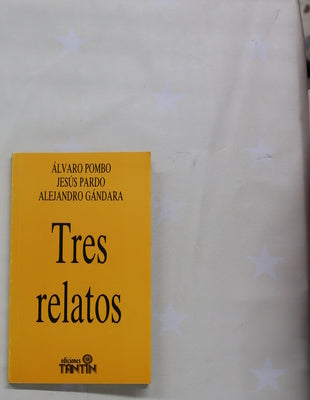 ÁLVARO POMBO
JESÚS PARDO
ALEJANDRO GÁNDARA
Tres
relatos
ediciones
TANTÍN